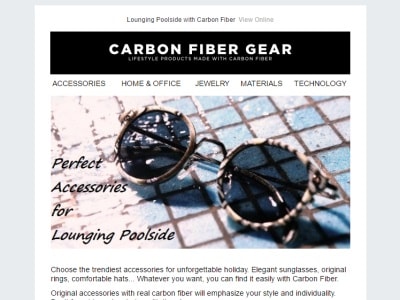 Lounging Poolside with Carbon Fiber View Online
CARBON FIBER GEAR
LIFESTYLE PRODUCTS MADE WITH CARBON FIBER
ACCESSORIES HOME & OFFICE JEWELRY MATERIALS TECHNOLOGY
Perfect
Accessories
for
Lounging Poolside
Choose the trendiest accessories for unforgettable holiday. Elegant sunglasses, original
rings, comfortable hats... Whatever you want, you can find it easily with Carbon Fiber.
Original accessories with real carbon fiber will emphasize your style and individuality.